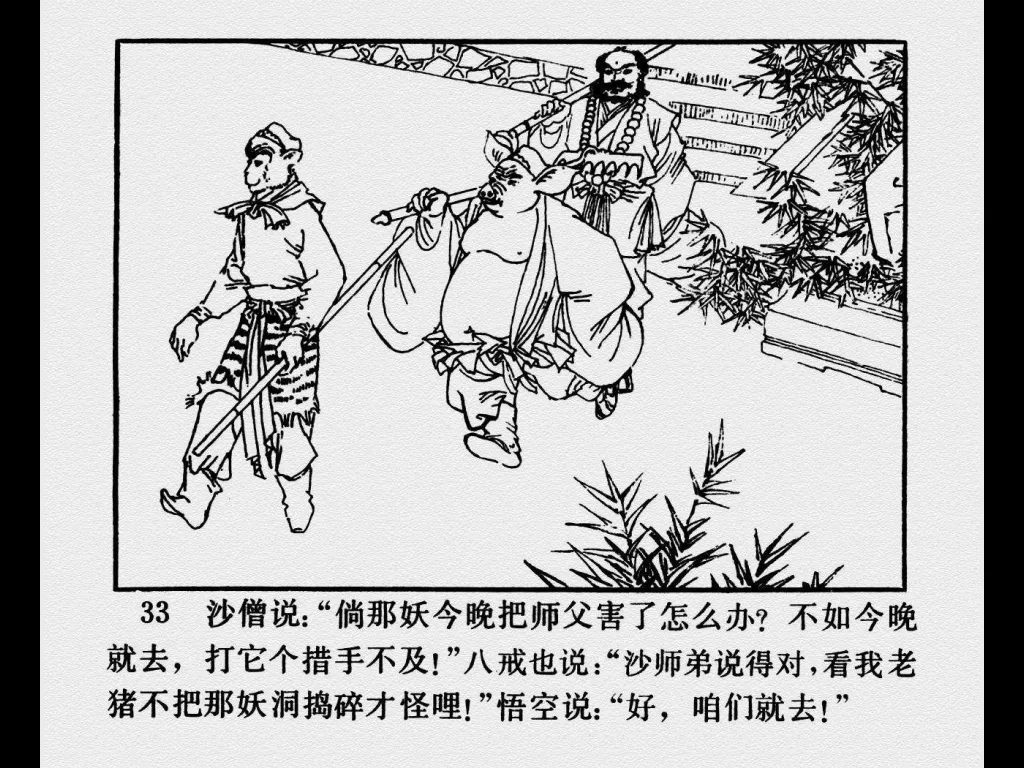 33 沙僧说：“倘那妖今晚把师父害了怎么办？不如今晚
就去，打它个措手不及！”八戒也说：“沙师弟说得对，看我老
猪不把那妖洞捣碎才怪哩！”悟空说：“好，咱们就去！”